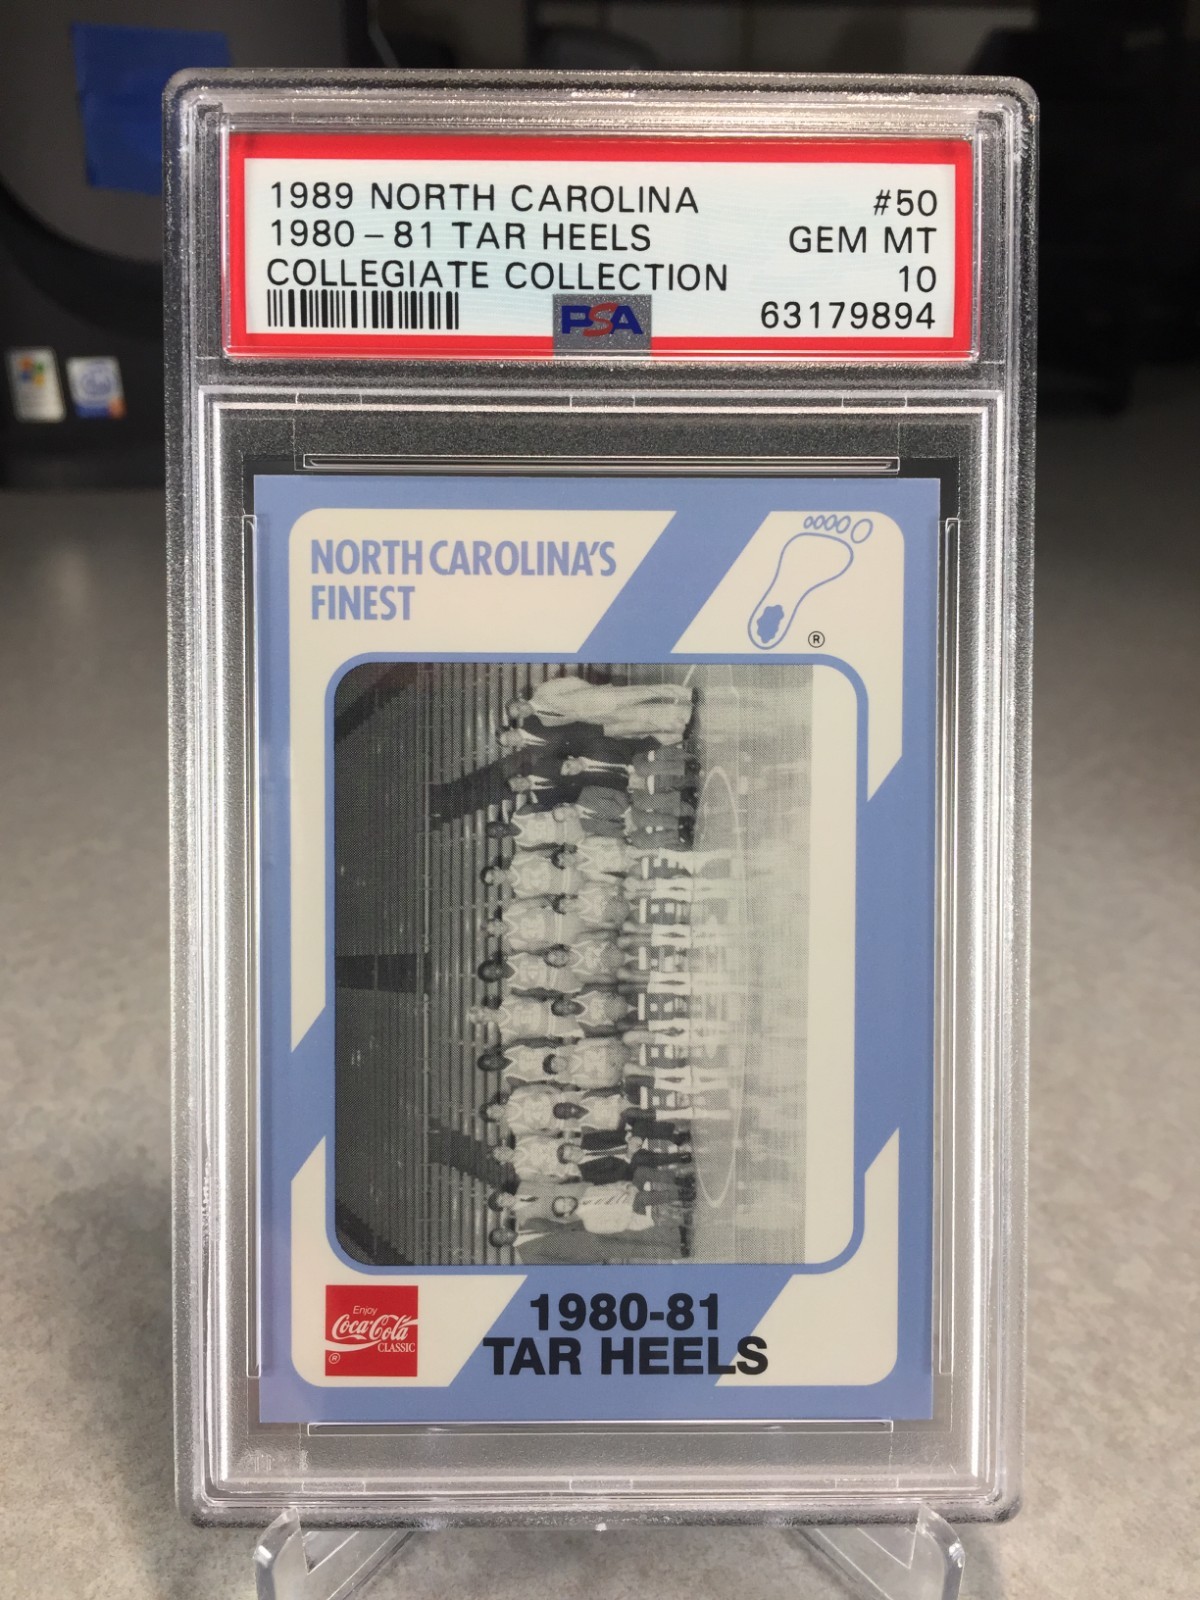 1989 NORTH CAROLINA #50
1980-81 TAR HEELS GEM MT
COLLEGIATE COLLECTION 10
PSA 63179894
NORTH CAROLINA'S
FINEST
®
Enjoy
Coca-Cola
CLASSIC
®
1980-81
TAR HEELS